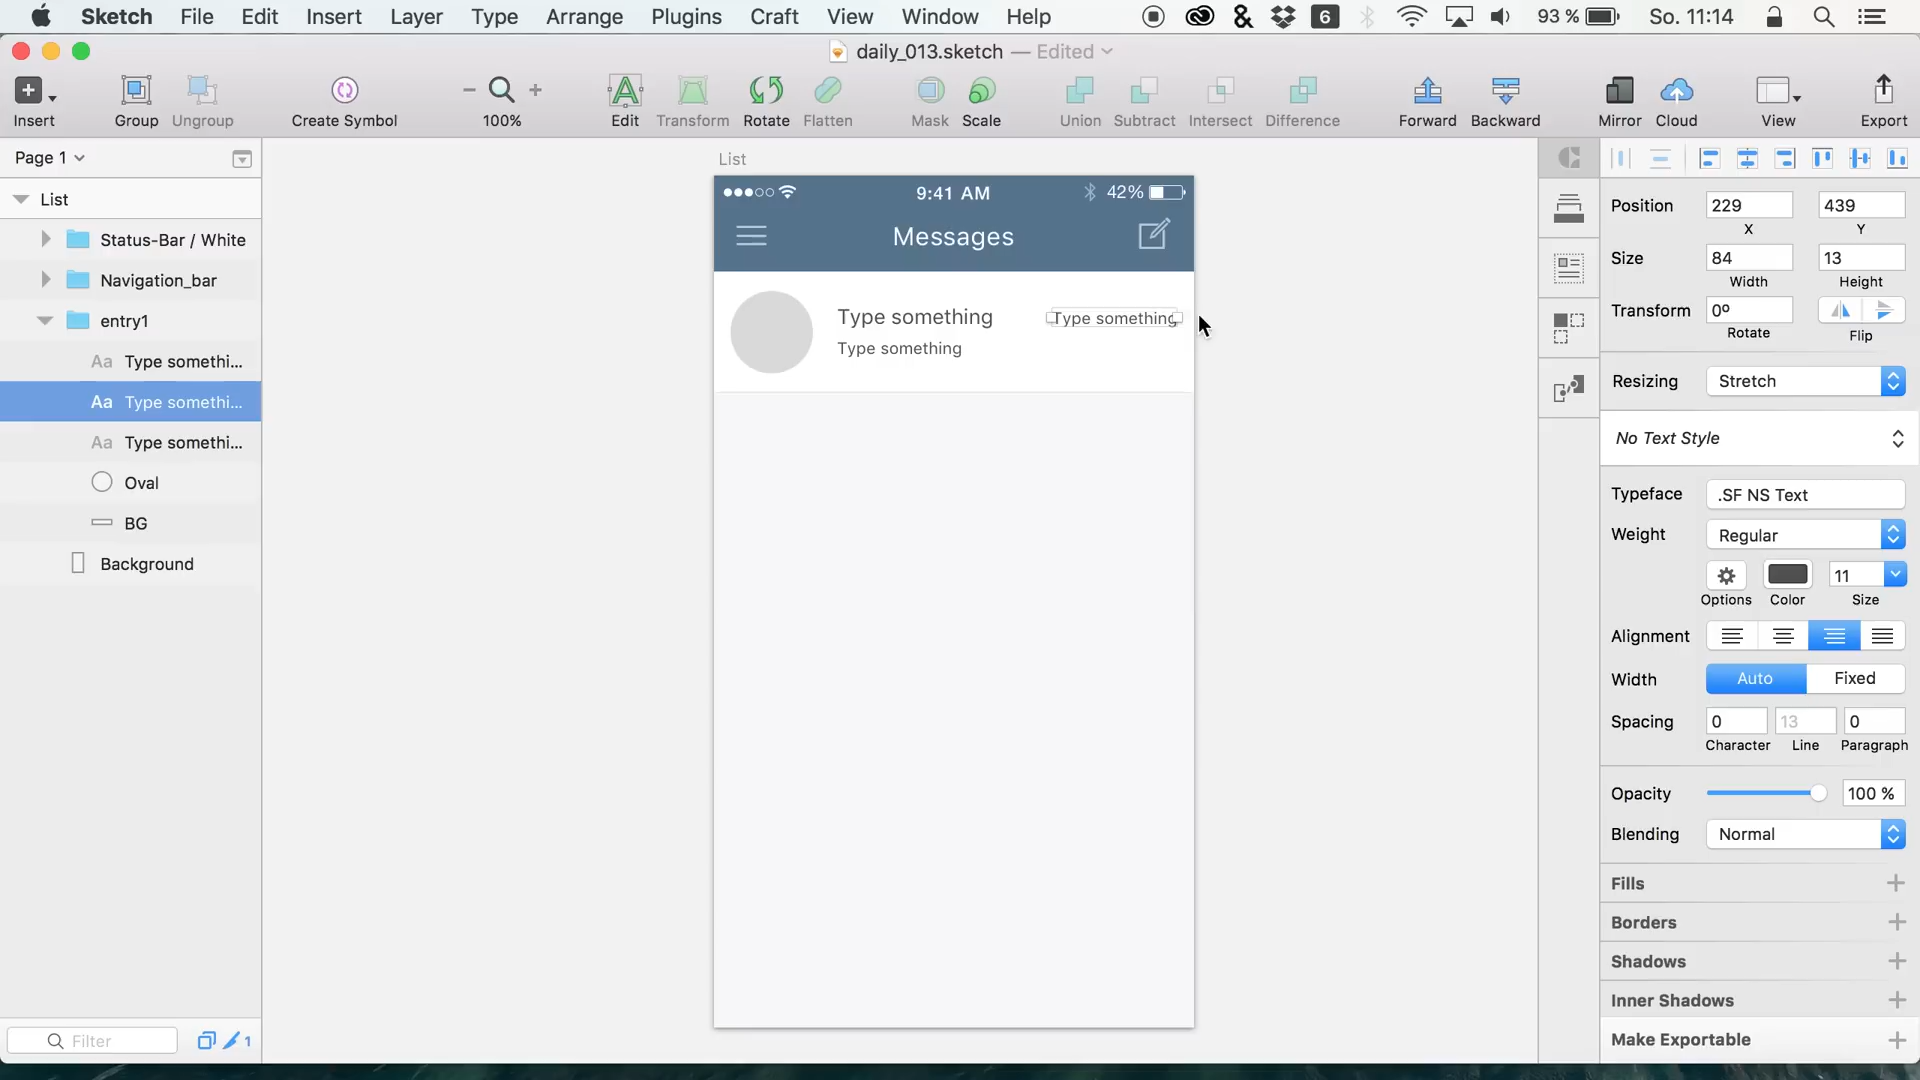 Sketch File Edit Insert Layer Type Arrange Plugins Craft View Window Help 6 93 % So. 11:14
daily_013.sketch — Edited
Insert Group Ungroup Create Symbol 100% Edit Transform Rotate Flatten Mask Scale Union Subtract Intersect Difference Forward Backward Mirror Cloud View Export
Page 1
List
Status-Bar / White
Navigation_bar
entry1
Aa Type somethi...
Aa Type somethi...
Aa Type somethi...
Oval
BG
Background
Filter 1
List
9:41 AM 42%
Messages
Type something Type something
Type something
Position 229 439
X Y
Size 84 13
Width Height
Transform 0º
Rotate Flip
Resizing Stretch
No Text Style
Typeface .SF NS Text
Weight Regular
11
Options Color Size
Alignment
Width Auto Fixed
Spacing 0 13 0
Character Line Paragraph
Opacity 100 %
Blending Normal
Fills
Borders
Shadows
Inner Shadows
Make Exportable